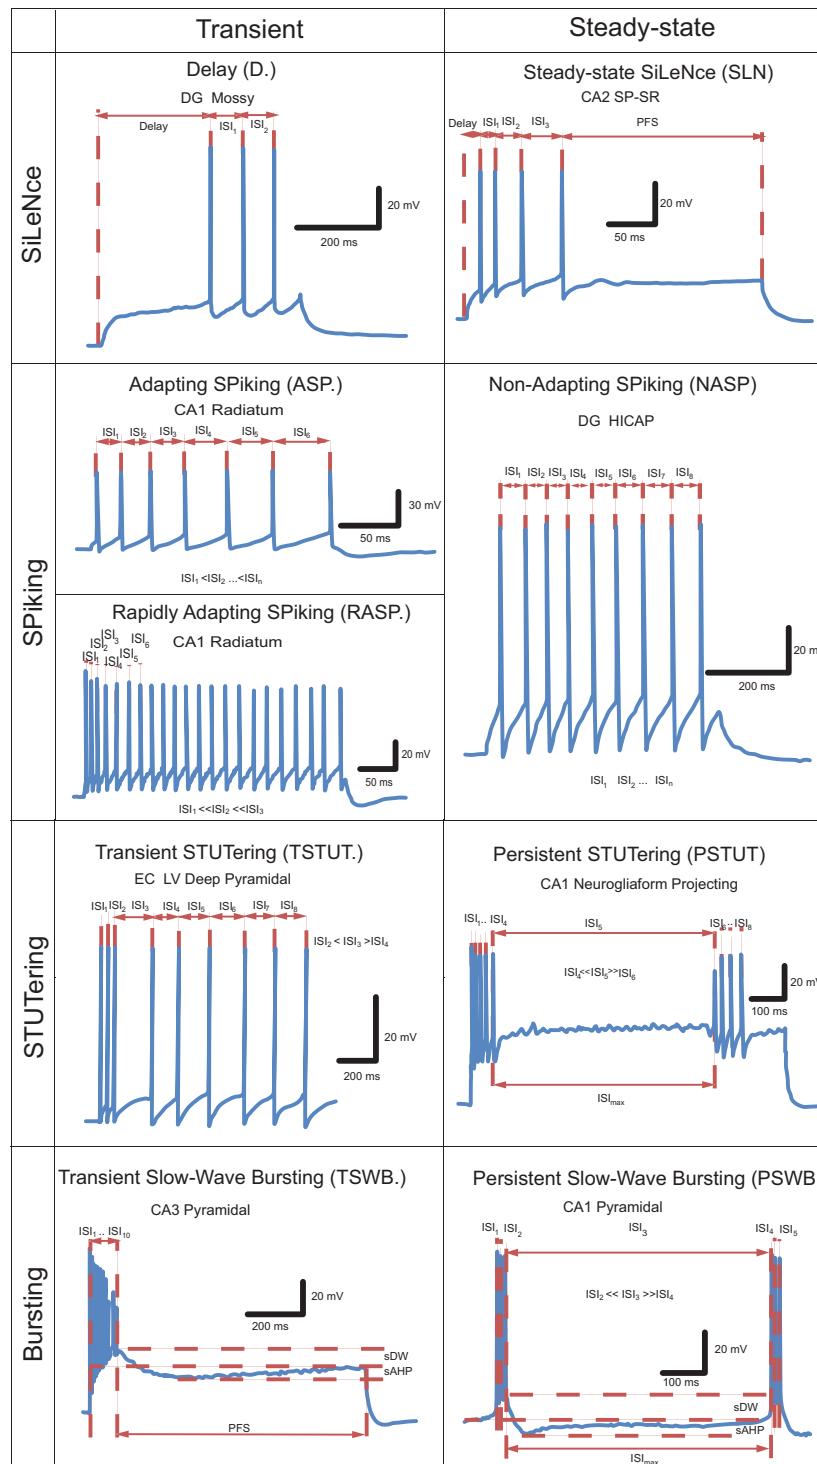 Transient Steady-state
SiLeNce
Delay (D.)
DG Mossy
Delay ISI1 ISI2
20 mV
200 ms
Steady-state SiLeNce (SLN)
CA2 SP-SR
Delay ISI1 ISI2 ISI3 PFS
20 mV
50 ms
SPiking
Adapting SPiking (ASP.)
CA1 Radiatum
ISI1 ISI2 ISI3 ISI4 ISI5 ISI6
30 mV
50 ms
ISI1 <ISI2 ...<ISIn
Rapidly Adapting SPiking (RASP.)
CA1 Radiatum
ISI1 ISI2 ISI3 ISI4 ISI5 ISI6
20 mV
50 ms
ISI1 <<ISI2 <<ISI3
Non-Adapting SPiking (NASP)
DG HICAP
ISI1 ISI2 ISI3 ISI4 ISI5 ISI6 ISI7 ISI8
20 m
200 ms
ISI1 ISI2 ... ISIn
STUTering
Transient STUTering (TSTUT.)
EC LV Deep Pyramidal
ISI1 ISI2 ISI3 ISI4 ISI5 ISI6 ISI7 ISI8
ISI2 < ISI3 >ISI4
20 mV
200 ms
Persistent STUTering (PSTUT)
CA1 Neurogliaform Projecting
ISI1 .. ISI4 ISI5 ISI6 .. ISI8
ISI4<<ISI5>>ISI6
20 mV
100 ms
ISImax
Bursting
Transient Slow-Wave Bursting (TSWB.)
CA3 Pyramidal
ISI1 .. ISI10
20 mV
200 ms
sDW
sAHP
PFS
Persistent Slow-Wave Bursting (PSWB
CA1 Pyramidal
ISI1 ISI2 ISI3 ISI4 ISI5
ISI2 << ISI3 >>ISI4
20 mV
100 ms
sDW
sAHP
ISImax